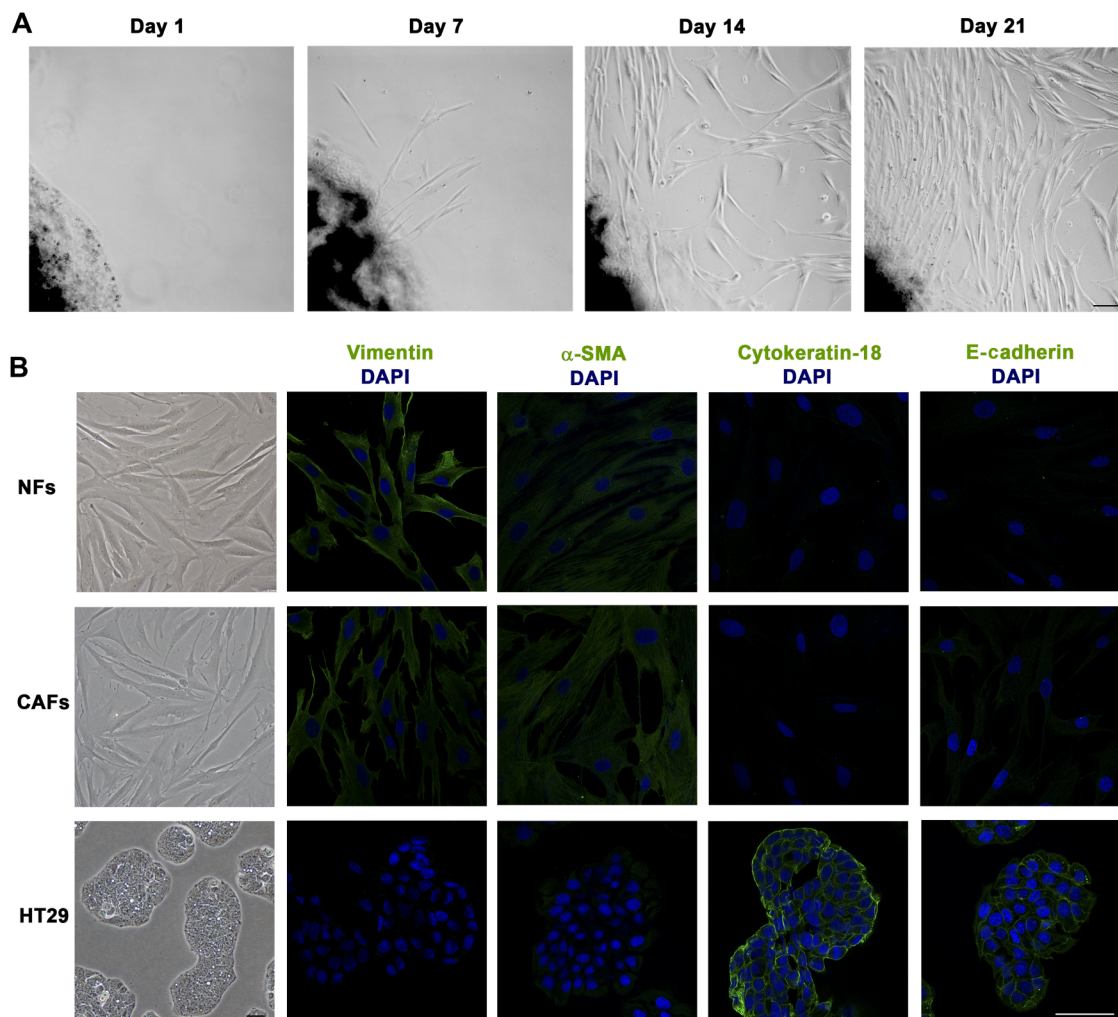 A
Day 1
Day 7
Day 14
Day 21
B
Vimentin
DAPI
α-SMA
DAPI
Cytokeratin-18
DAPI
E-cadherin
DAPI
NFs
CAFs
HT29